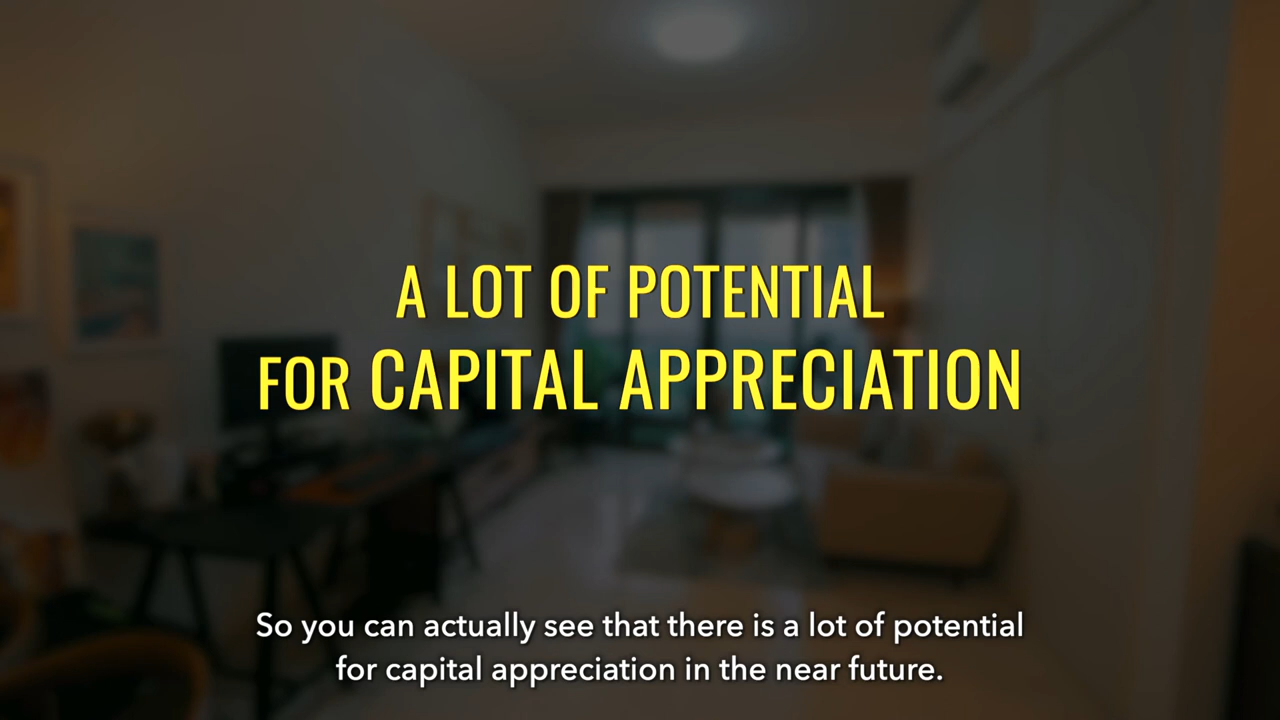 A LOT OF POTENTIAL
FOR CAPITAL APPRECIATION
So you can actually see that there is a lot of potential
for capital appreciation in the near future.